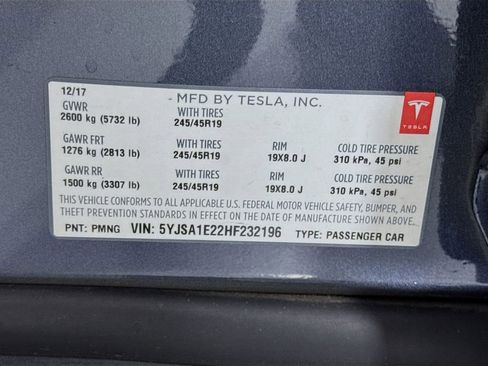 12/17 MFD BY TESLA, INC.
GVWR WITH TIRES
2600 kg (5732 lb) 245/45R19
GAWR FRT WITH TIRES RIM COLD TIRE PRESSURE
1276 kg (2813 lb) 245/45R19 19X8.0 J 310 kPa, 45 psi
GAWR RR WITH TIRES RIM COLD TIRE PRESSURE
1500 kg (3307 lb) 245/45R19 19X8.0 J 310 kPa, 45 psi
THIS VEHICLE CONFORMS TO ALL APPLICABLE U.S. FEDERAL MOTOR VEHICLE SAFETY, BUMPER, AND
THEFT PREVENTION STANDARDS IN EFFECT ON THE DATE OF MANUFACTURE SHOWN ABOVE.
PNT: PMNG VIN: 5YJSA1E22HF232196 TYPE: PASSENGER CAR
TESLA